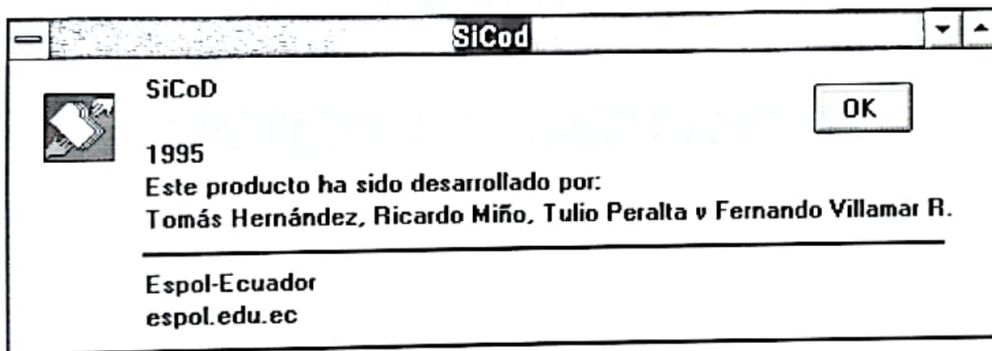 SiCod
SiCoD
OK
1995
Este producto ha sido desarrollado por:
Tomás Hernández, Ricardo Miño, Tulio Peralta y Fernando Villamar R.
Espol-Ecuador
espol.edu.ec